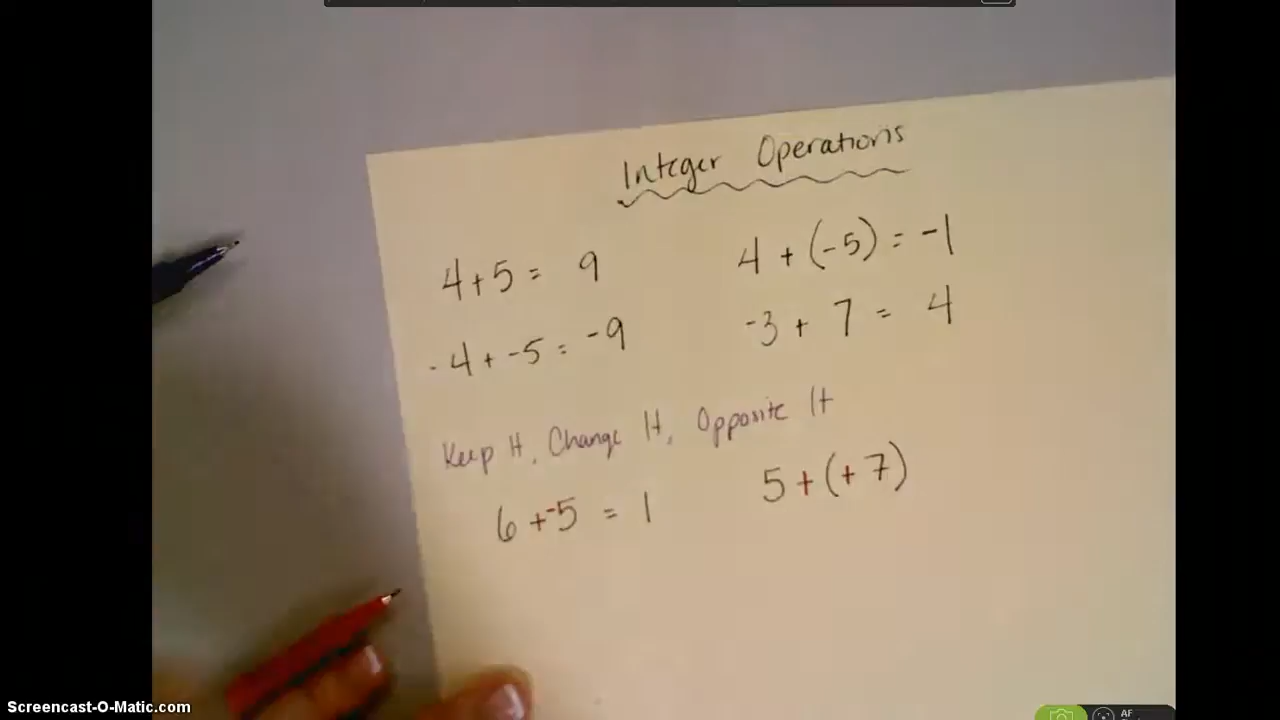 Integer Operations
4+5= 9
4 + (-5) = -1
-4 + -5 = -9
-3 + 7 = 4
Keep It, Change It, Opposite It
6 +-5 = 1
5+(+7)
Screencast-O-Matic.com
AF